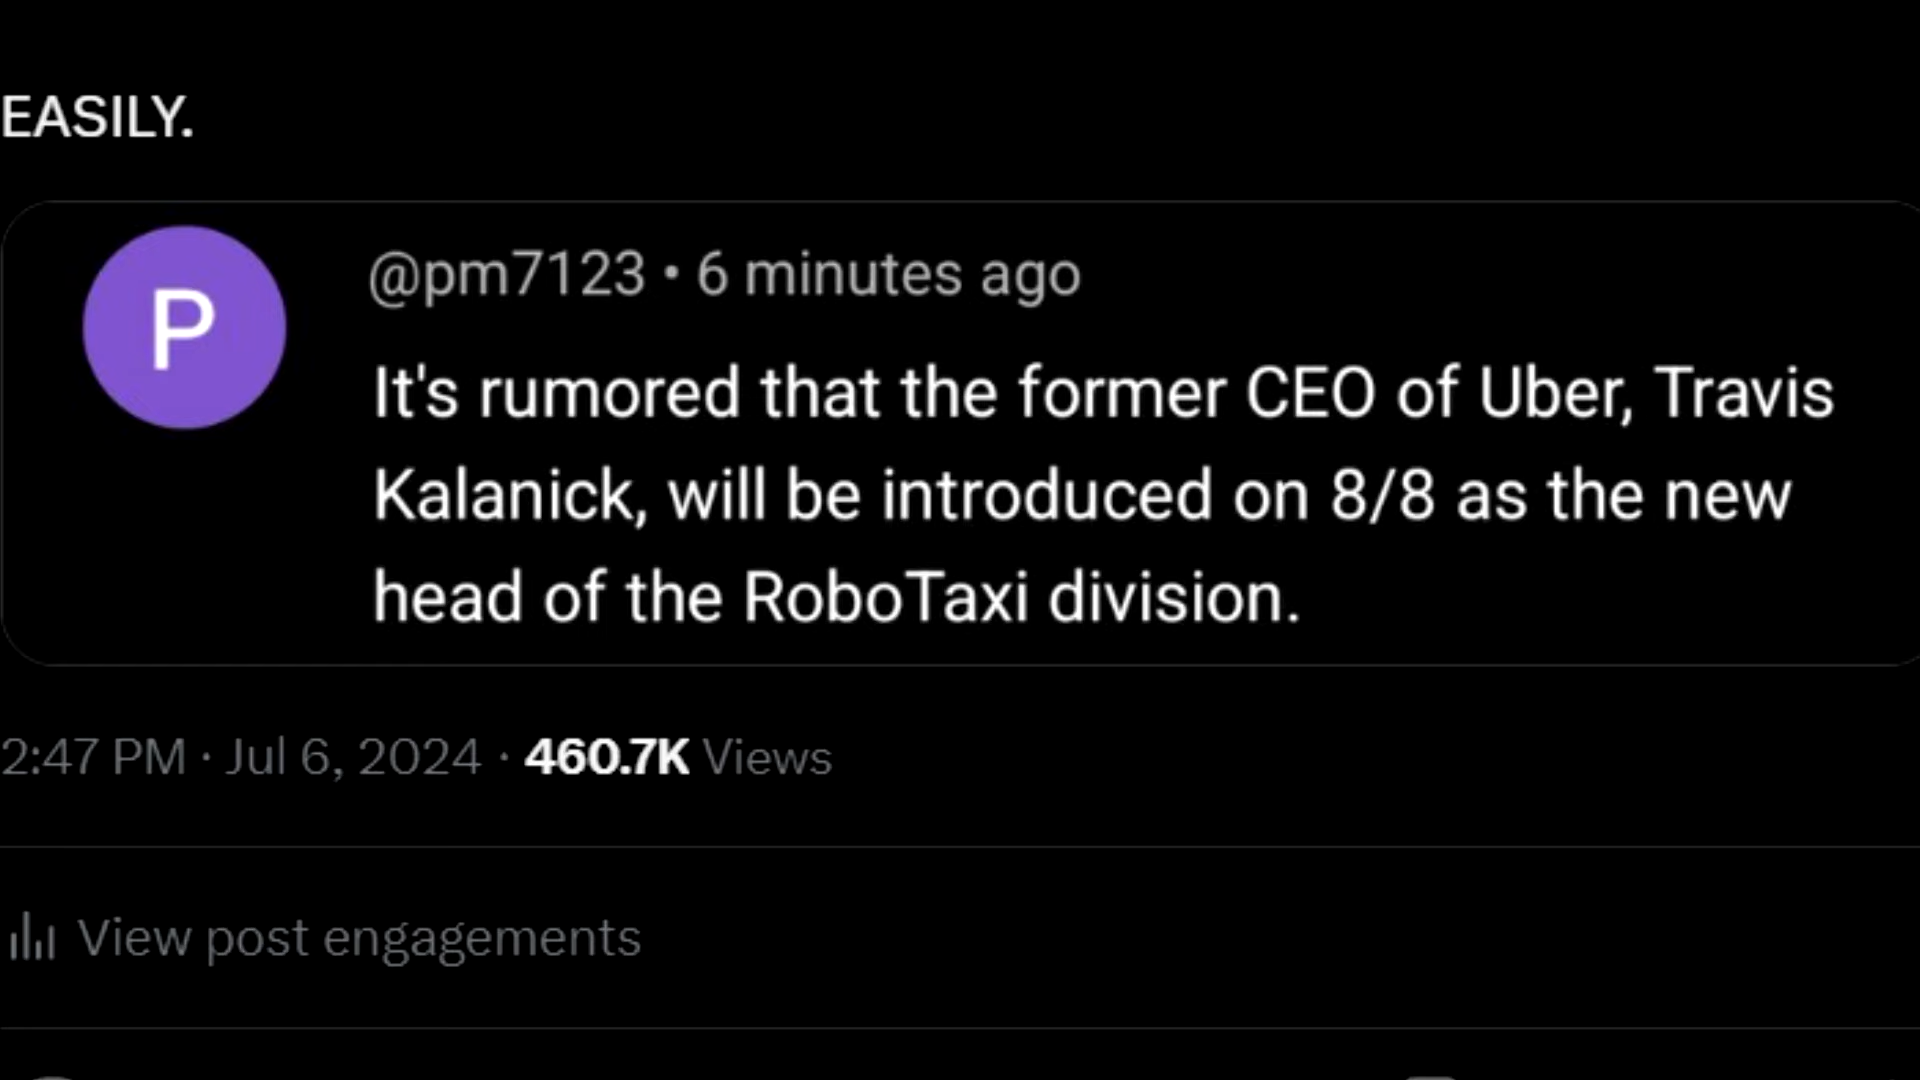 EASILY.
P
@pm7123 • 6 minutes ago
It's rumored that the former CEO of Uber, Travis
Kalanick, will be introduced on 8/8 as the new
head of the RoboTaxi division.
2:47 PM · Jul 6, 2024 · 460.7K Views
View post engagements